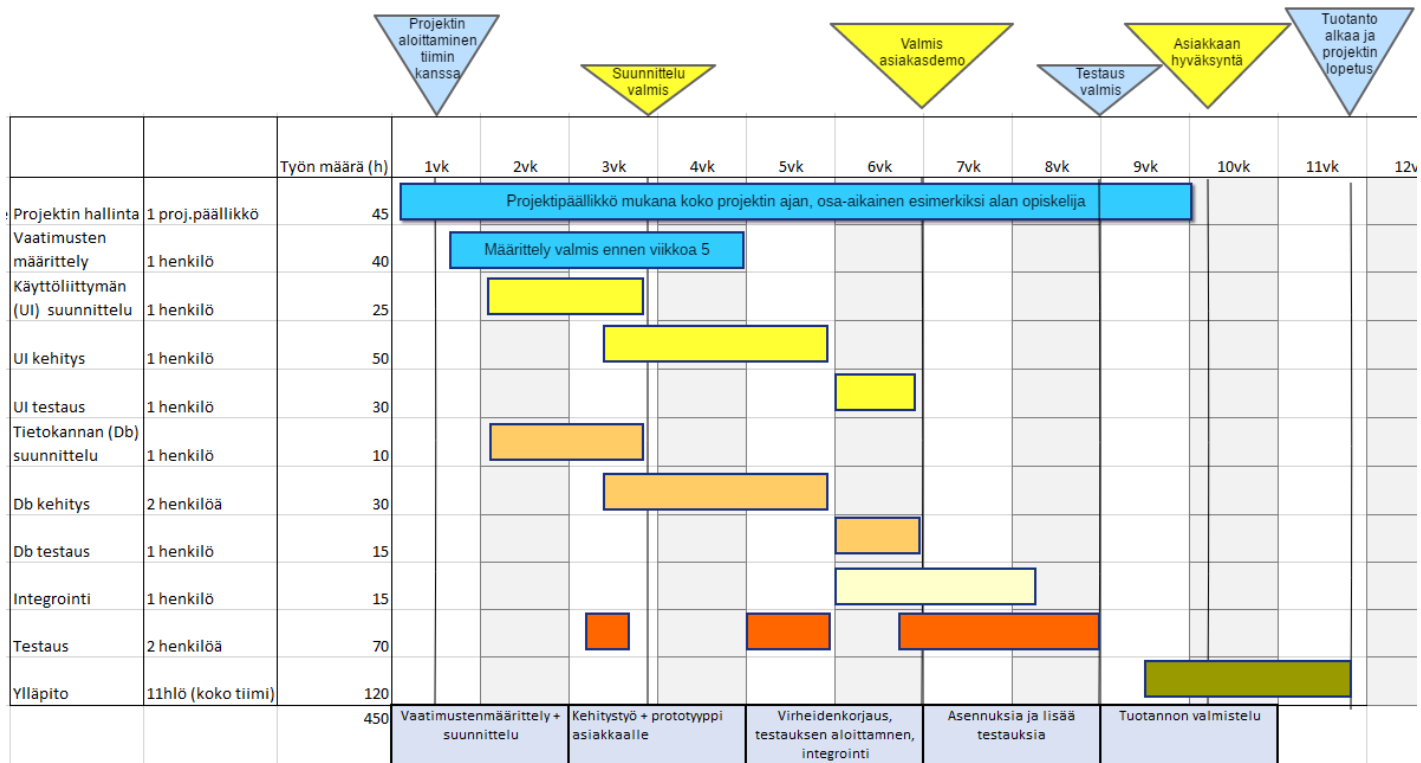 Projektin
aloittaminen
tiimin
kanssa
Suunnittelu
valmis
Valmis
asiakasdemo
Testaus
valmis
Asiakkaan
hyväksyntä
Tuotanto
alkaa ja
projektin
lopetus
Työn määrä (h) 1vk 2vk 3vk 4vk 5vk 6vk 7vk 8vk 9vk 10vk 11vk 12v
Projektin hallinta 1 proj.päällikkö 45
Projektipäällikkö mukana koko projektin ajan, osa-aikainen esimerkiksi alan opiskelija
Vaatimusten
määrittely 1 henkilö 40
Määrittely valmis ennen viikkoa 5
Käyttöliittymän
(UI) suunnittelu 1 henkilö 25
UI kehitys 1 henkilö 50
UI testaus 1 henkilö 30
Tietokannan (Db)
suunnittelu 1 henkilö 10
Db kehitys 2 henkilöä 30
Db testaus 1 henkilö 15
Integrointi 1 henkilö 15
Testaus 2 henkilöä 70
Ylläpito 11hlö (koko tiimi) 120
450
Vaatimustenmäärittely +
suunnittelu
Kehitystyö + prototyyppi
asiakkaalle
Virheidenkorjaus,
testauksen aloittamnen,
integrointi
Asennuksia ja lisää
testauksia
Tuotannon valmistelu